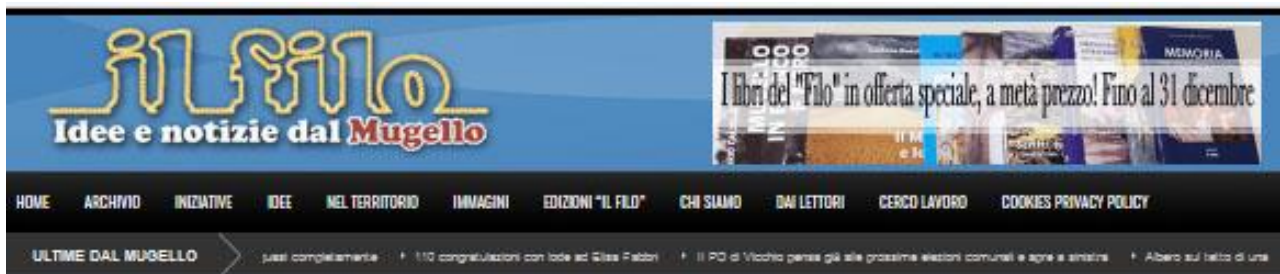 il filo
Idee e notizie dal Mugello
I libri del "Filo" in offerta speciale, a metà prezzo! Fino al 31 dicembre
MEMORIA
HOME ARCHIVIO INIZIATIVE IDEE NEL TERRITORIO IMMAGINI EDIZIONI "IL FILO" CHI SIAMO DAI LETTORI CERCO LAVORO COOKIES PRIVACY POLICY
ULTIME DAL MUGELLO completamente 110 congratulazioni con lode ad Elisa Fabbri Il PD di Vicchio pensa già alle prossime elezioni comunali e apre a sinistra Albero sul tetto di una